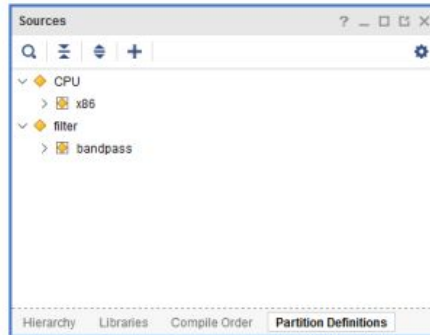 Sources
CPU
x86
filter
bandpass
Hierarchy Libraries Compile Order Partition Definitions